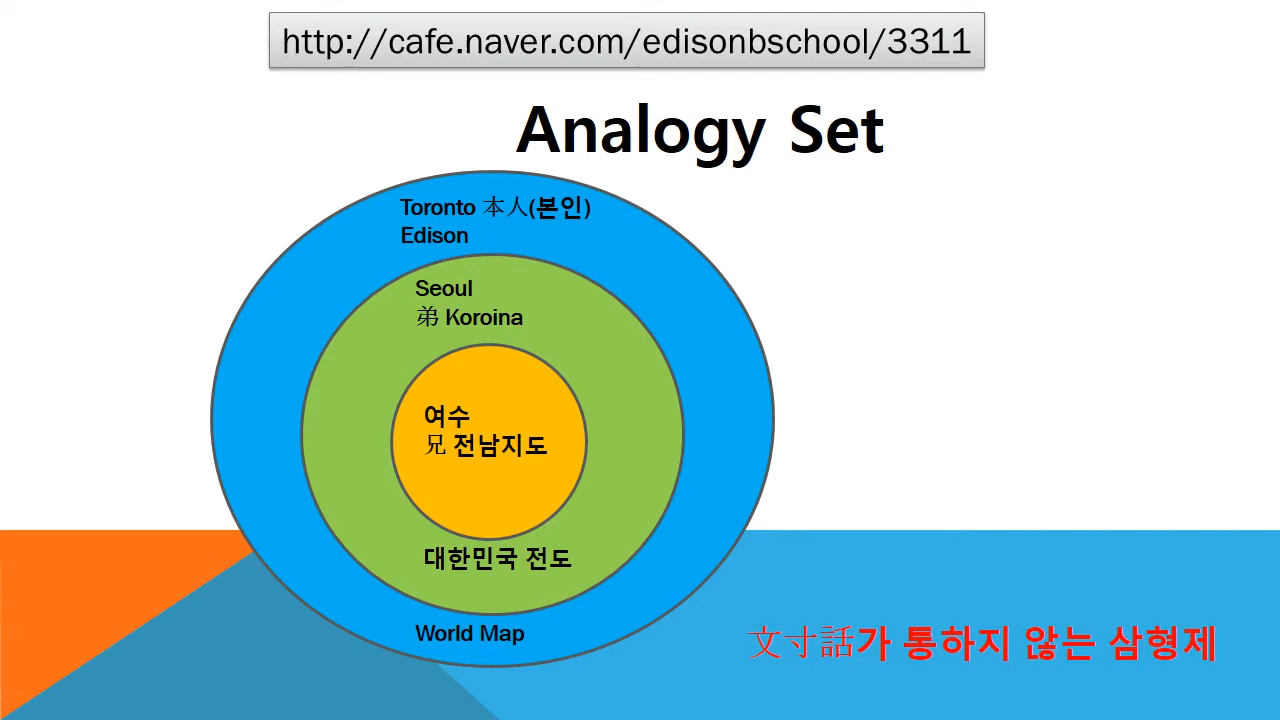 http://cafe.naver.com/edisonbschool/3311
Analogy Set
Toronto 本人(본인)
Edison
Seoul
弟 Koroina
여수
兄 전남지도
대한민국 전도
World Map
文寸話가 통하지 않는 삼형제